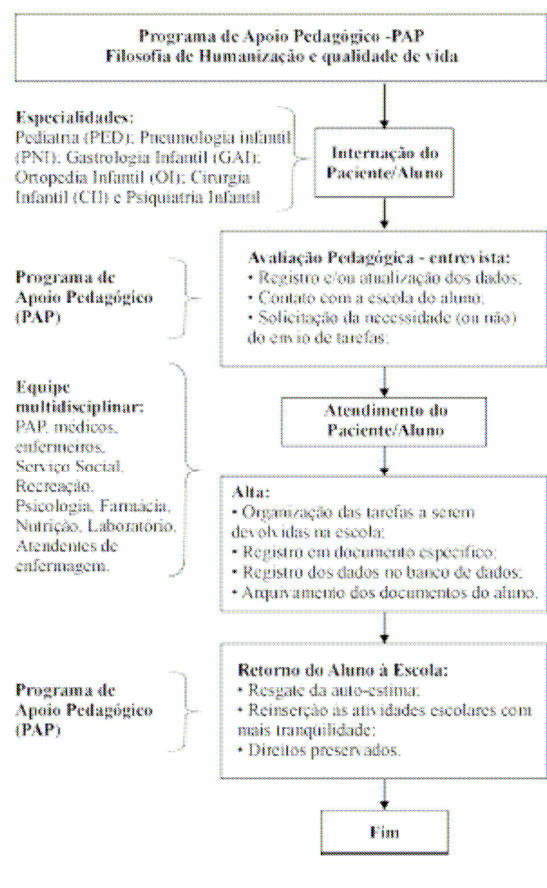 Programa de Apoio Pedagógico -PAP
Filosofia de Humanização e qualidade de vida
Especialidades:
Pediatria (PED); Pneumologia infantil
(PNI); Gastrologia Infantil (GAI);
Ortopedia Infantil (OI); Cirurgia
Infantil (CII) e Psiquiatria Infantil
Internação do
Paciente/Aluno
Programa de
Apoio Pedagógico
(PAP)
Avaliação Pedagógica - entrevista:
• Registro e/ou atualização dos dados;
• Contato com a escola do aluno;
• Solicitação da necessidade (ou não)
do envio de tarefas;
Equipe
multidisciplinar:
PAP, médicos,
enfermeiros,
Serviço Social,
Recreação,
Psicologia, Farmácia,
Nutrição, Laboratório,
Atendentes de
enfermagem.
Atendimento do
Paciente/Aluno
Alta:
• Organização das tarefas a serem
devolvidas na escola;
• Registro em documento específico;
• Registro dos dados no banco de dados;
• Arquivamento dos documentos do aluno.
Programa de
Apoio Pedagógico
(PAP)
Retorno do Aluno à Escola:
• Resgate da auto-estima;
• Reinserção às atividades escolares com
mais tranquilidade;
• Direitos preservados.
Fim